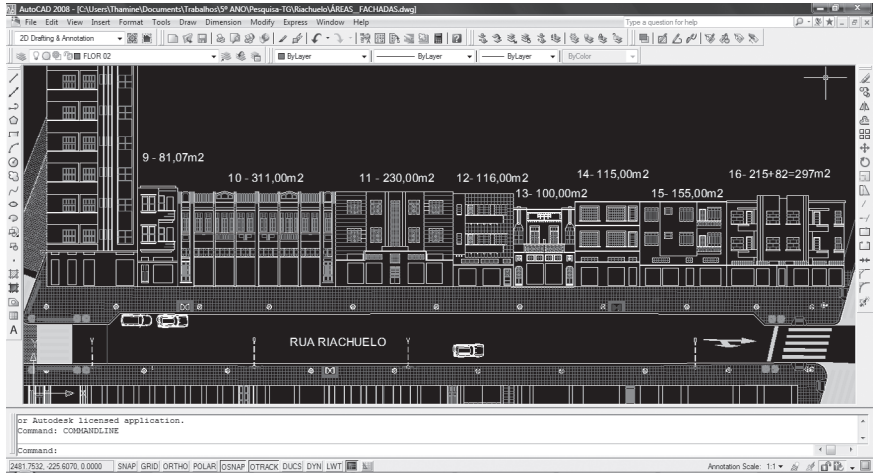 AutoCAD 2008 - [C:\Users\Thamine\Documents\Trabalhos\5º ANO\Pesquisa-TG\Riachuelo\ÁREAS_FACHADAS.dwg]
File Edit View Insert Format Tools Draw Dimension Modify Express Window Help
Type a question for help
2D Drafting & Annotation
FLOR 02
ByLayer
ByLayer
ByLayer
ByColor
9 - 81,07m2
10 - 311,00m2
11 - 230,00m2
12- 116,00m2
13- 100,00m2
14- 115,00m2
15- 155,00m2
16- 215+82=297m2
RUA RIACHUELO
or Autodesk licensed application.
Command: COMMANDLINE
Command:
2481.7532, -225.6070, 0.0000 SNAP GRID ORTHO POLAR OSNAP OTRACK DUCS DYN LWT
Annotation Scale: 1:1